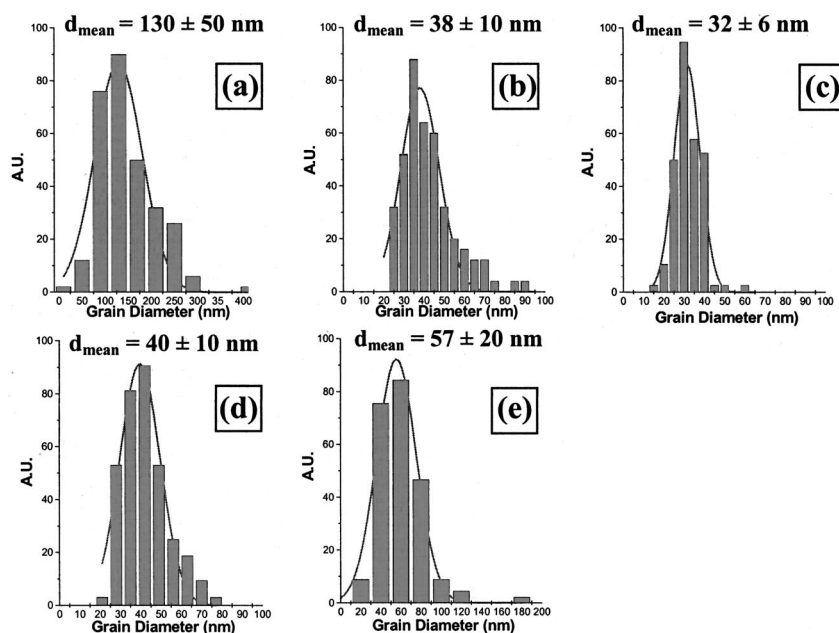 d_mean = 130 ± 50 nm
(a)
100
80
60
40
20
0
A.U.
0 50 100 150 200 250 300 35 400
Grain Diameter (nm)
d_mean = 38 ± 10 nm
(b)
100
80
60
40
20
0
A.U.
0 10 20 30 40 50 60 70 80 90 100
Grain Diameter (nm)
d_mean = 32 ± 6 nm
(c)
80
60
40
20
0
A.U.
0 10 20 30 40 50 60 70 80 90 100
Grain Diameter (nm)
d_mean = 40 ± 10 nm
(d)
100
80
60
40
20
0
A.U.
0 10 20 30 40 50 60 70 80 90 100
Grain Diameter (nm)
d_mean = 57 ± 20 nm
(e)
100
80
60
40
20
0
A.U.
0 20 40 60 80 100 120 140 160 180 200
Grain Diameter (nm)